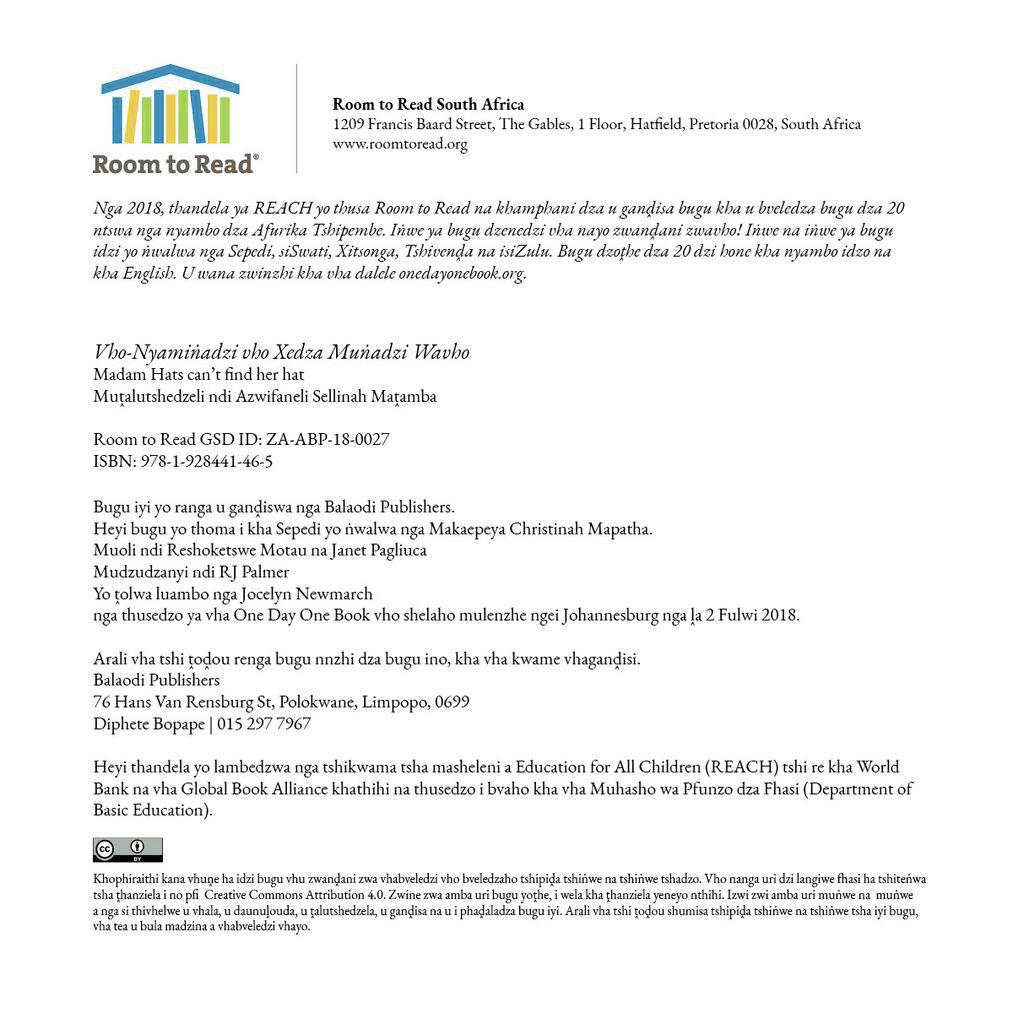 Room to Read®
Room to Read South Africa
1209 Francis Baard Street, The Gables, 1 Floor, Hatfield, Pretoria 0028, South Africa
www.roomtoread.org
Nga 2018, thandela ya REACH yo thusa Room to Read na khamphani dza u ganḓisa bugu kha u bveledza bugu dza 20
ntswa nga nyambo dza Afurika Tshipembe. Iṅwe ya bugu dzenedzi vha nayo zwanḓani zwavho! Iṅwe na iṅwe ya bugu
idzi yo ṅwalwa nga Sepedi, siSwati, Xitsonga, Tshivenḓa na isiZulu. Bugu dzoṱhe dza 20 dzi hone kha nyambo idzo na
kha English. U wana zwinzhi kha vha dalele onedayonebook.org.
Vho-Nyamiṅadzi vho Xedza Muṅadzi Wavho
Madam Hats can't find her hat
Muṱalutshedzeli ndi Azwifaneli Sellinah Maṱamba
Room to Read GSD ID: ZA-ABP-18-0027
ISBN: 978-1-928441-46-5
Bugu iyi yo ranga u ganḓiswa nga Balaodi Publishers.
Heyi bugu yo thoma i kha Sepedi yo ṅwalwa nga Makaepeya Christinah Mapatha.
Muoli ndi Reshoketswe Motau na Janet Pagliuca
Mudzudzanyi ndi RJ Palmer
Yo ṱolwa luambo nga Jocelyn Newmarch
nga thusedzo ya vha One Day One Book vho shelaho mulenzhe ngei Johannesburg nga ḽa 2 Fulwi 2018.
Arali vha tshi ṱoḓou renga bugu nnzhi dza bugu ino, kha vha kwame vhaganḓisi.
Balaodi Publishers
76 Hans Van Rensburg St, Polokwane, Limpopo, 0699
Diphete Bopape | 015 297 7967
Heyi thandela yo lambedzwa nga tshikwama tsha masheleni a Education for All Children (REACH) tshi re kha World
Bank na vha Global Book Alliance khathihi na thusedzo i bvaho kha vha Muhasho wa Pfunzo dza Fhasi (Department of
Basic Education).
cc BY
Khophiraithi kana vhuṋe ha idzi bugu vhu zwanḓani zwa vhabveledzi vho bveledzaho tshipiḓa tshiṅwe na tshiṅwe tshadzo. Vho nanga uri dzi langiwe fhasi ha tshiteṅwa
tsha ṱhanziela i no pfi Creative Commons Attribution 4.0. Zwine zwa amba uri bugu yoṱhe, i wela kha ṱhanziela yeneyo nthihi. Izwi zwi amba uri muṅwe na muṅwe
a nga si thivhelwe u vhala, u daunuḽouda, u ṱalutshedzela, u ganḓisa na u i phaḓaladza bugu iyi. Arali vha tshi ṱoḓou shumisa tshipiḓa tshiṅwe na tshiṅwe tsha iyi bugu,
vha tea u bula madzina a vhabveledzi vhayo.